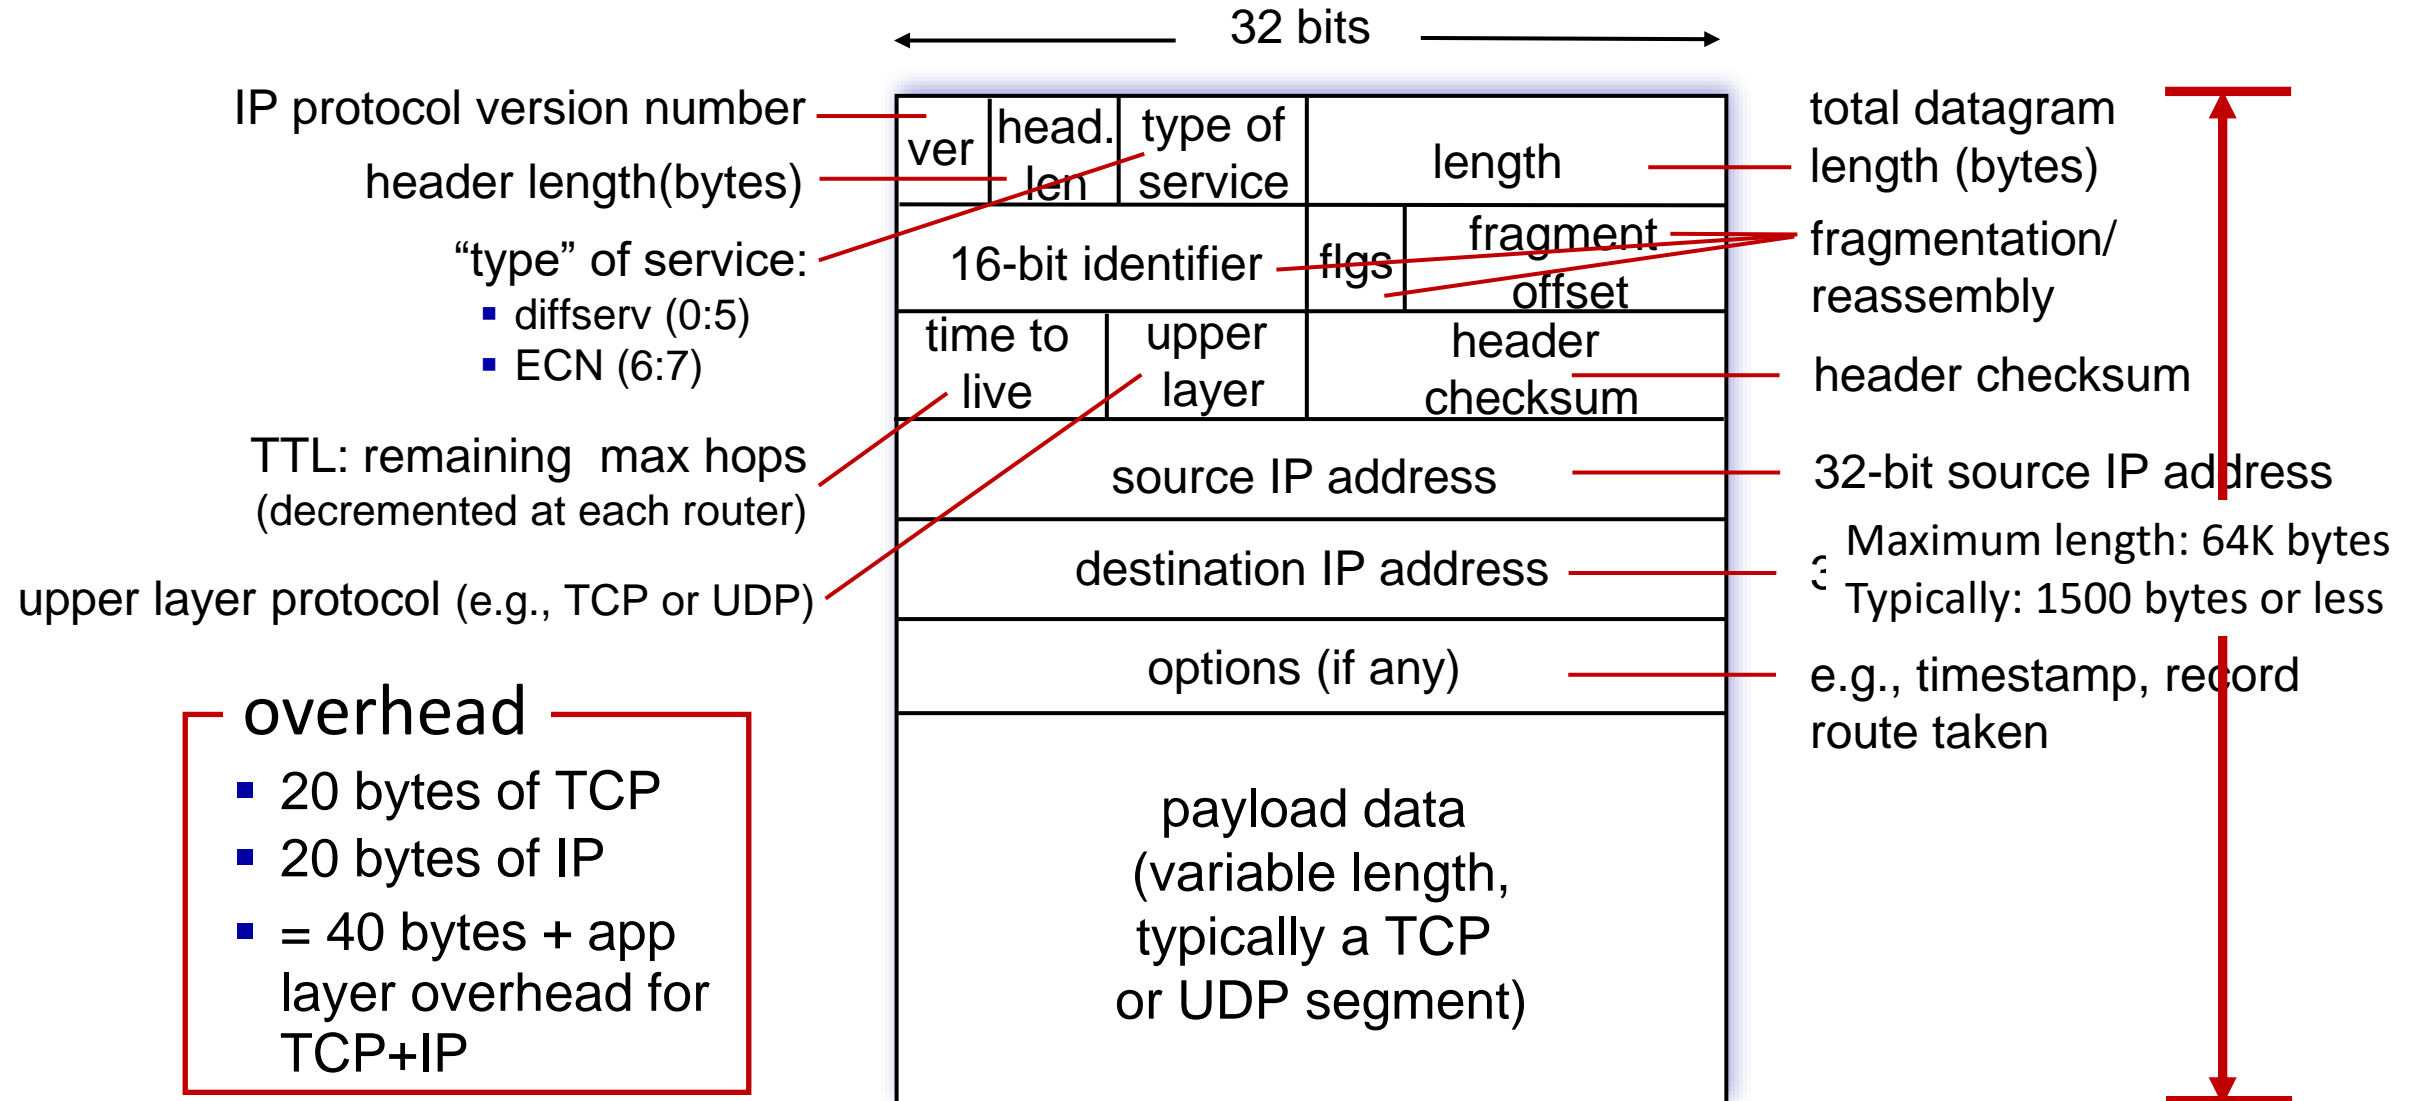 32 bits
IP protocol version number
header length(bytes)
“type” of service:
▪ diffserv (0:5)
▪ ECN (6:7)
TTL: remaining max hops
(decremented at each router)
upper layer protocol (e.g., TCP or UDP)
overhead
▪ 20 bytes of TCP
▪ 20 bytes of IP
▪ = 40 bytes + app
layer overhead for
TCP+IP
ver
head.
len
type of
service
length
16-bit identifier
flgs
fragment
offset
time to
live
upper
layer
header
checksum
source IP address
destination IP address
options (if any)
payload data
(variable length,
typically a TCP
or UDP segment)
total datagram
length (bytes)
fragmentation/
reassembly
header checksum
32-bit source IP address
Maximum length: 64K bytes
Typically: 1500 bytes or less
e.g., timestamp, record
route taken